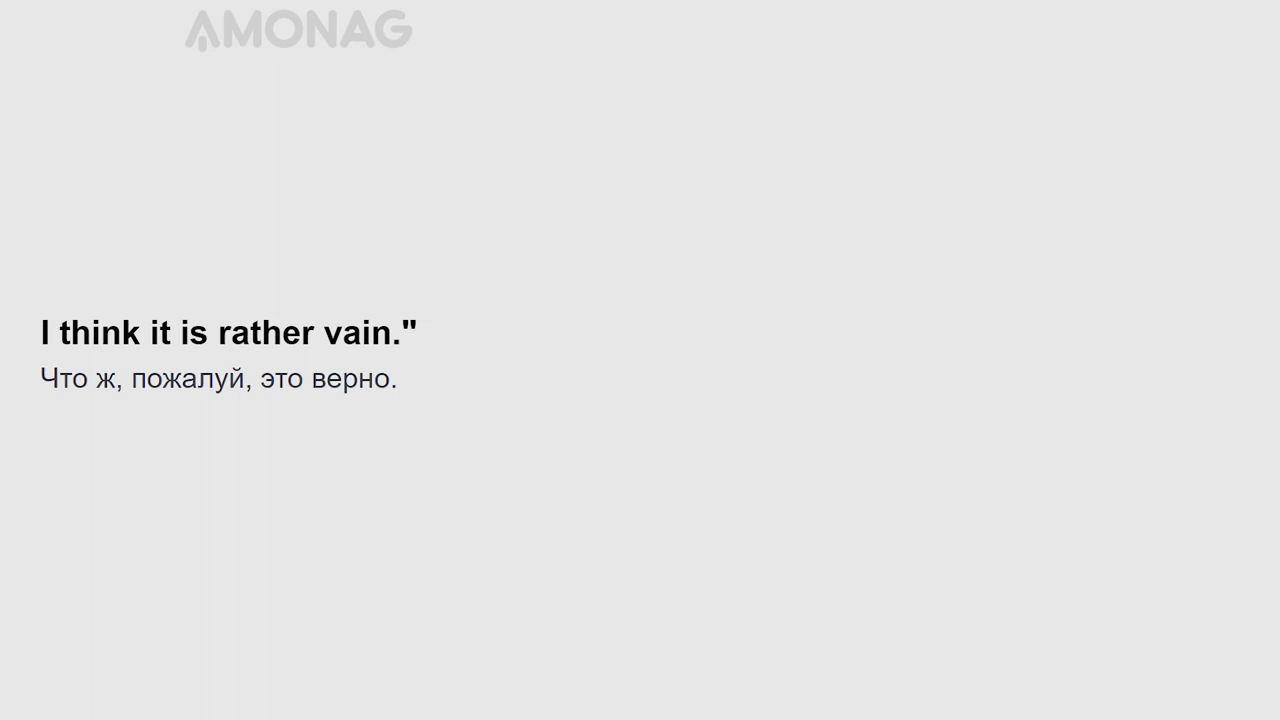 AMONAG
I think it is rather vain."
Что ж, пожалуй, это верно.